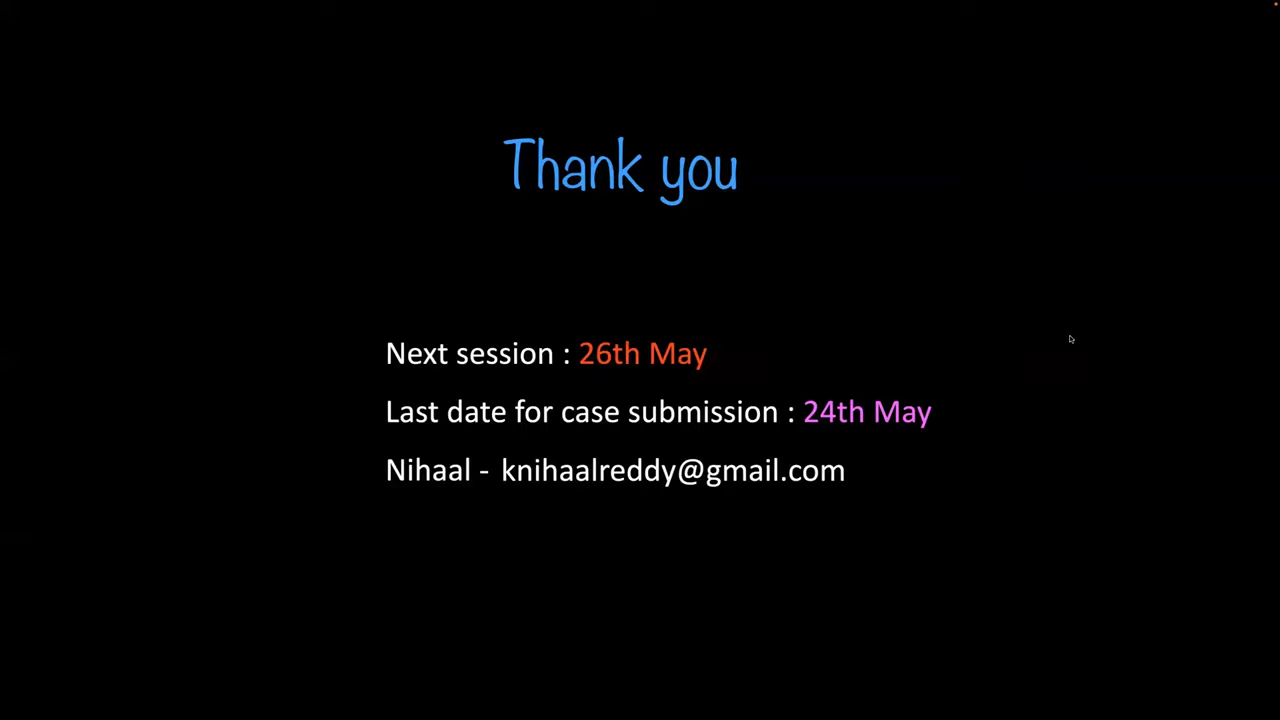 Thank you
Next session : 26th May
Last date for case submission : 24th May
Nihaal - knihaalreddy@gmail.com